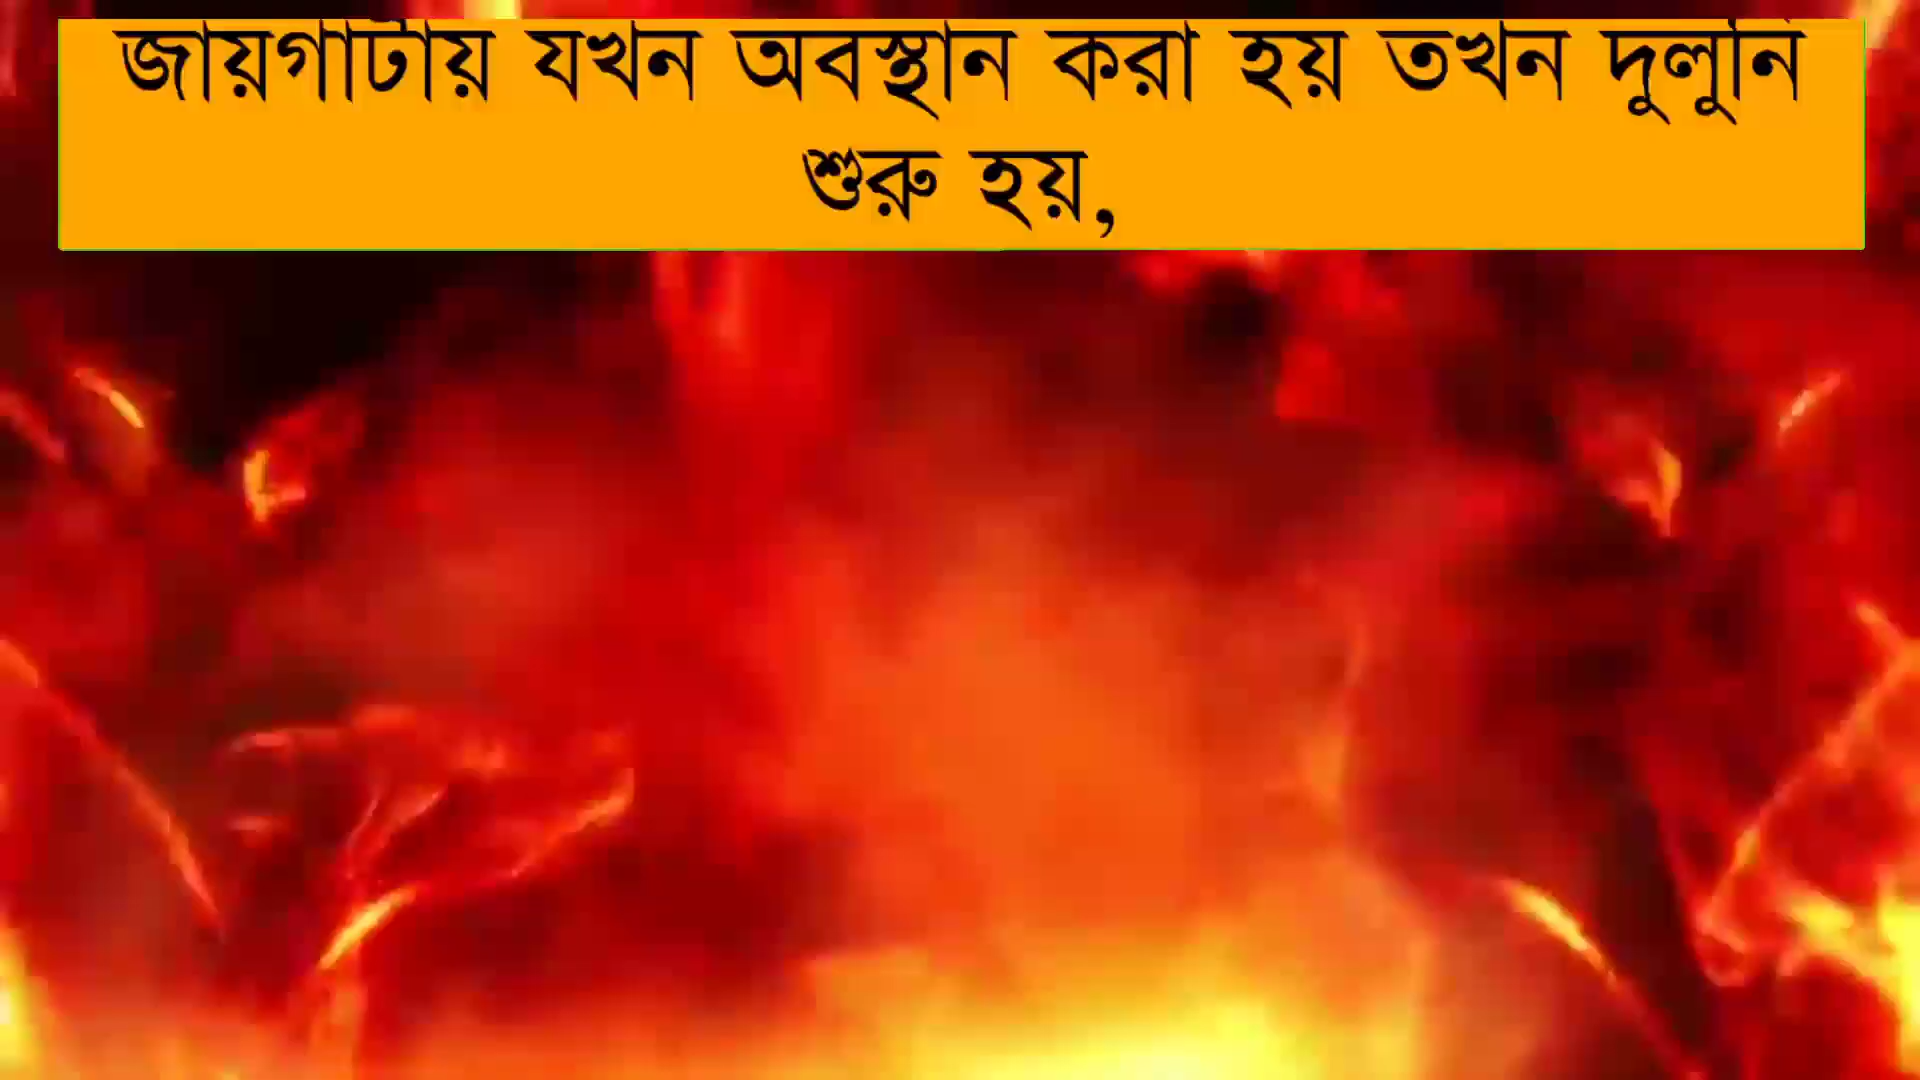 জায়গাটায় যখন অবস্থান করা হয় তখন দুলুনি
শুরু হয়,